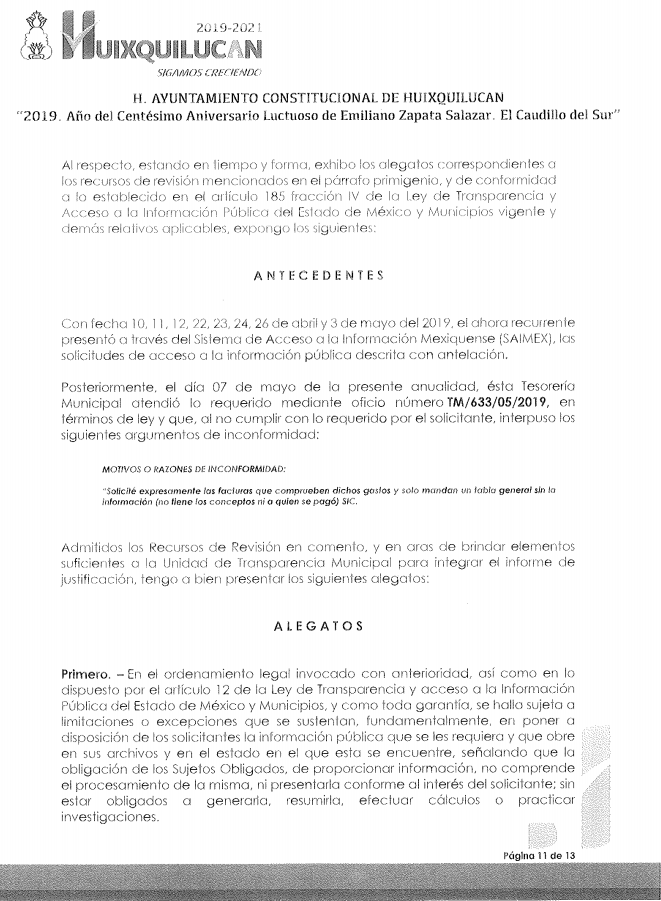 2019-2021
HUIXQUILUCAN
SIGAMOS CRECIENDO
H. AYUNTAMIENTO CONSTITUCIONAL DE HUIXQUILUCAN
"2019. Año del Centésimo Aniversario Luctuoso de Emiliano Zapata Salazar. El Caudillo del Sur"
Al respecto, estando en tiempo y forma, exhibo los alegatos correspondientes a
los recursos de revisión mencionados en el párrafo primigenio, y de conformidad
a lo establecido en el artículo 185 fracción IV de la Ley de Transparencia y
Acceso a la Información Pública del Estado de México y Municipios vigente y
demás relativos aplicables, expongo los siguientes:
ANTECEDENTES
Con fecha 10, 11, 12, 22, 23, 24, 26 de abril y 3 de mayo del 2019, el ahora recurrente
presentó a través del Sistema de Acceso a la Información Mexiquense (SAIMEX), las
solicitudes de acceso a la información pública descrita con antelación.
Posteriormente, el día 07 de mayo de la presente anualidad, ésta Tesorería
Municipal atendió lo requerido mediante oficio número TM/633/05/2019, en
términos de ley y que, al no cumplir con lo requerido por el solicitante, interpuso los
siguientes argumentos de inconformidad:
MOTIVOS O RAZONES DE INCONFORMIDAD:
"Solicité expresamente las facturas que comprueben dichos gastos y solo mandan un tabla general sin la
información (no tiene los conceptos ni a quien se pagó) SIC.
Admitidos los Recursos de Revisión en comento, y en aras de brindar elementos
suficientes a la Unidad de Transparencia Municipal para integrar el informe de
justificación, tengo a bien presentar los siguientes alegatos:
ALEGATOS
Primero. – En el ordenamiento legal invocado con anterioridad, así como en lo
dispuesto por el artículo 12 de la Ley de Transparencia y acceso a la Información
Pública del Estado de México y Municipios, y como toda garantía, se halla sujeta a
limitaciones o excepciones que se sustentan, fundamentalmente, en poner a
disposición de los solicitantes la información pública que se les requiera y que obre
en sus archivos y en el estado en el que esta se encuentre, señalando que la
obligación de los Sujetos Obligados, de proporcionar información, no comprende
el procesamiento de la misma, ni presentarla conforme al interés del solicitante; sin
estar obligados a generarla, resumirla, efectuar cálculos o practicar
investigaciones.
Página 11 de 13